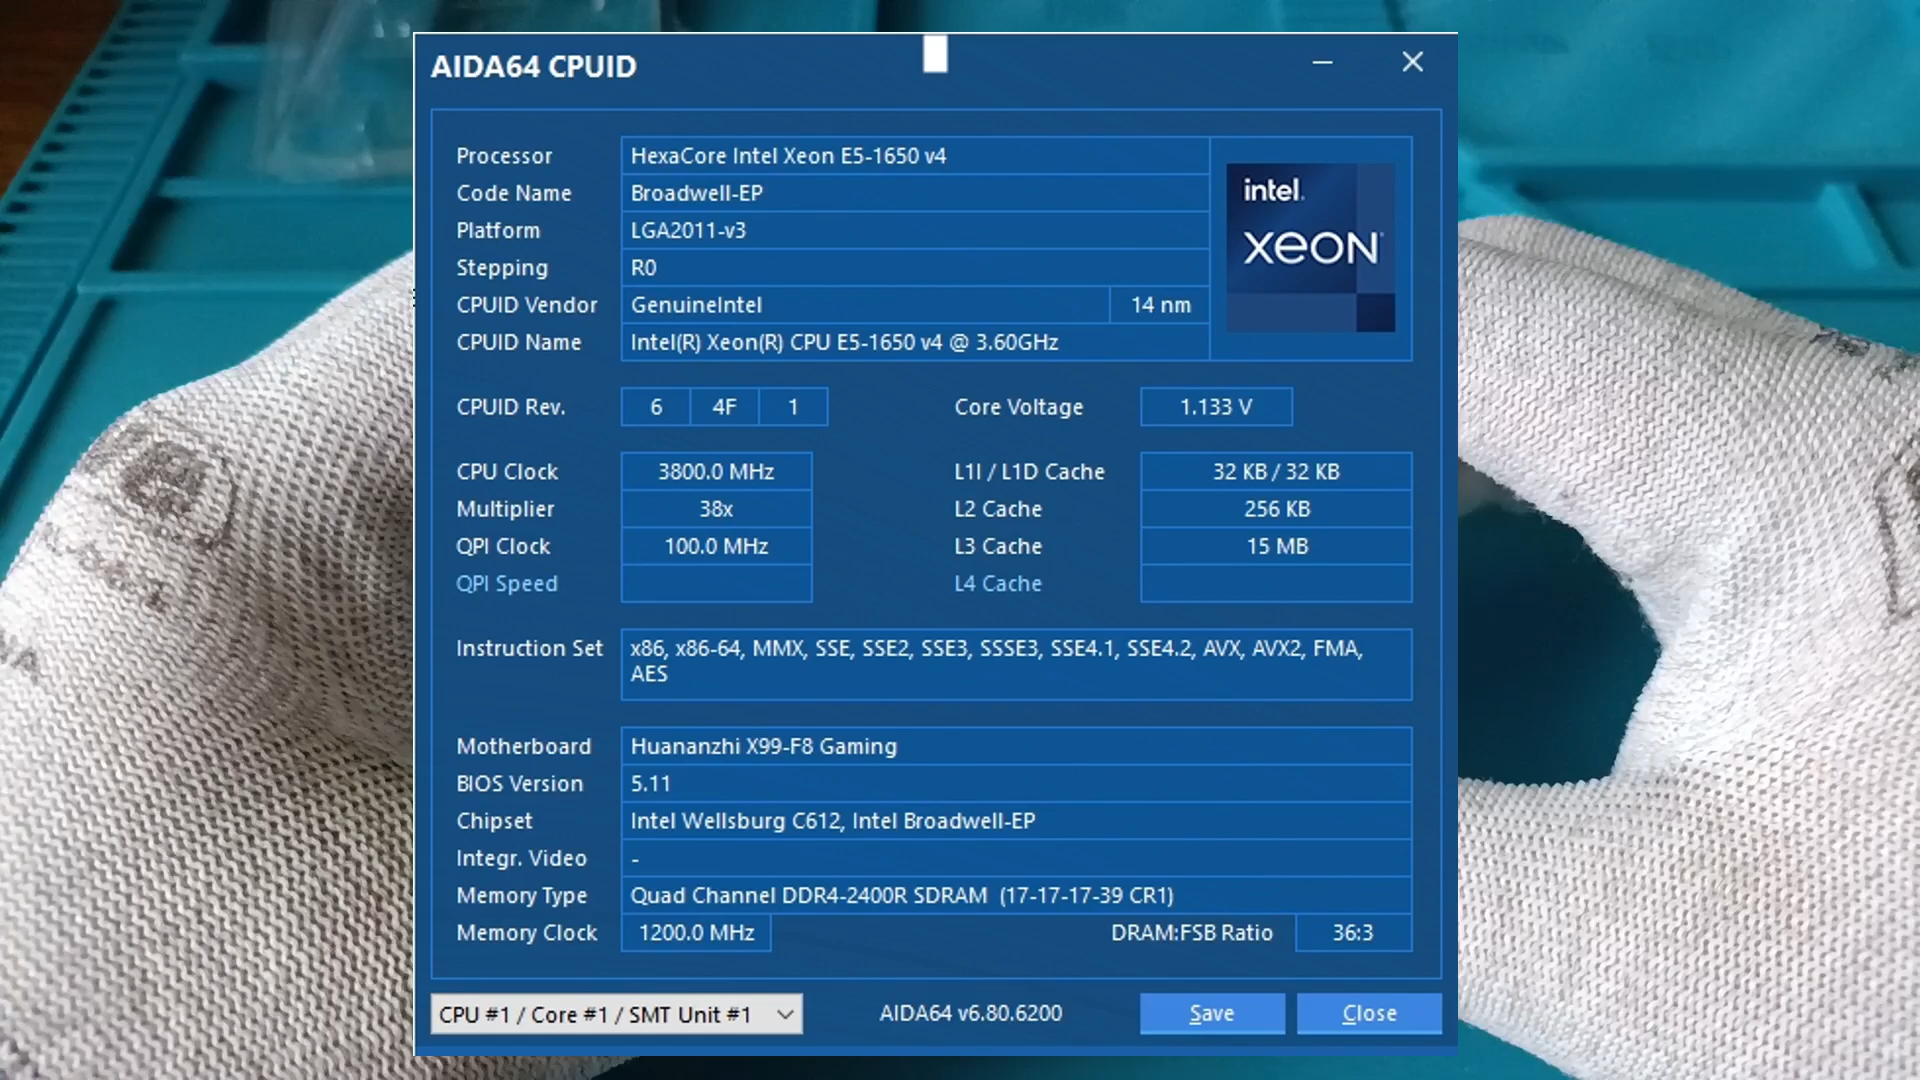 AIDA64 CPUID
Processor HexaCore Intel Xeon E5-1650 v4
Code Name Broadwell-EP
Platform LGA2011-v3
Stepping R0
CPUID Vendor GenuineIntel 14 nm
CPUID Name Intel(R) Xeon(R) CPU E5-1650 v4 @ 3.60GHz
intel.
xeon
CPUID Rev. 6 4F 1 Core Voltage 1.133 V
CPU Clock 3800.0 MHz L1I / L1D Cache 32 KB / 32 KB
Multiplier 38x L2 Cache 256 KB
QPI Clock 100.0 MHz L3 Cache 15 MB
QPI Speed L4 Cache
Instruction Set x86, x86-64, MMX, SSE, SSE2, SSE3, SSSE3, SSE4.1, SSE4.2, AVX, AVX2, FMA,
AES
Motherboard Huananzhi X99-F8 Gaming
BIOS Version 5.11
Chipset Intel Wellsburg C612, Intel Broadwell-EP
Integr. Video -
Memory Type Quad Channel DDR4-2400R SDRAM (17-17-17-39 CR1)
Memory Clock 1200.0 MHz DRAM:FSB Ratio 36:3
CPU #1 / Core #1 / SMT Unit #1 AIDA64 v6.80.6200 Save Close